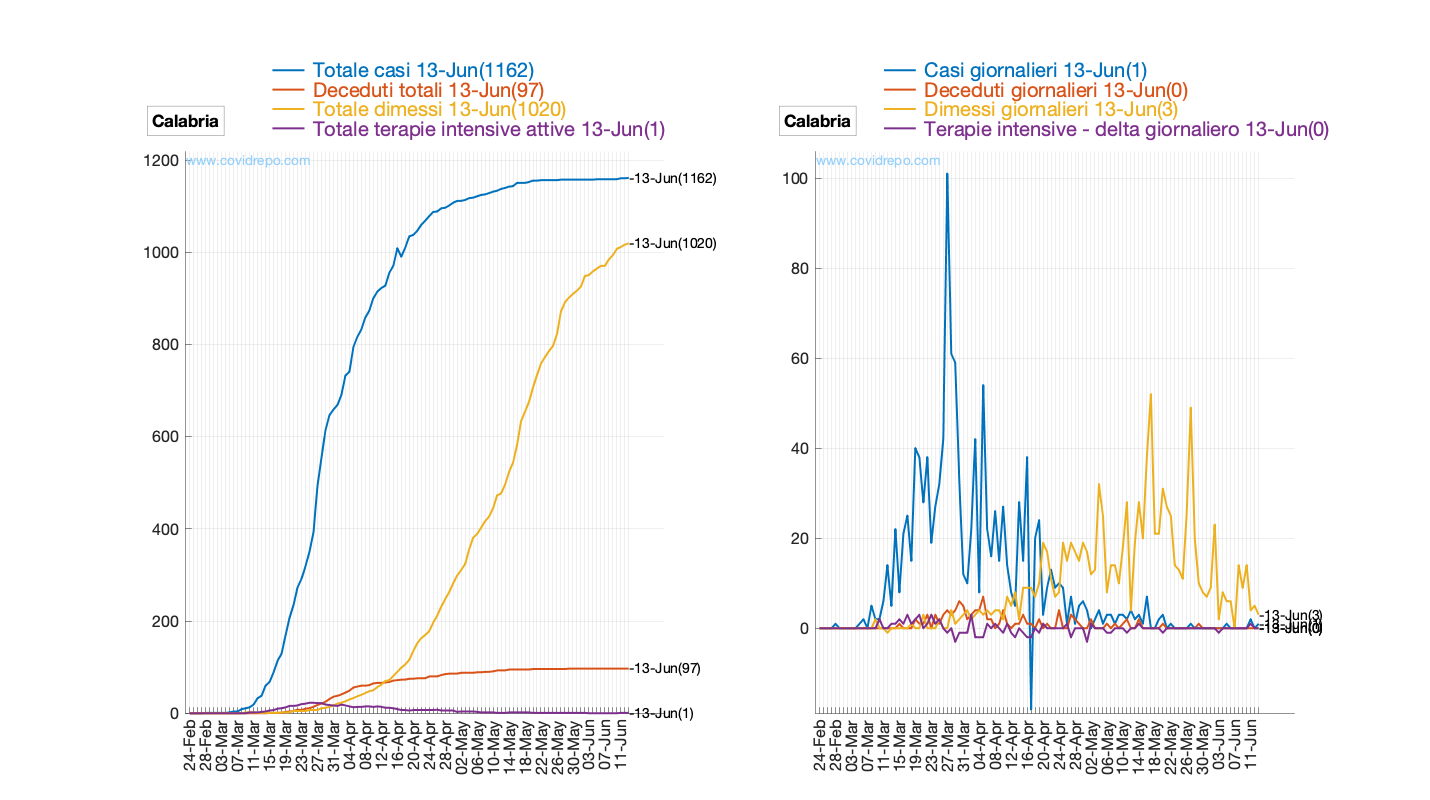 Totale casi 13-Jun(1162)
Deceduti totali 13-Jun(97)
Totale dimessi 13-Jun(1020)
Totale terapie intensive attive 13-Jun(1)
Calabria
www.covidrepo.com
1200
1000
800
600
400
200
0
-13-Jun(1162)
-13-Jun(1020)
-13-Jun(97)
-13-Jun(1)
24-Feb
28-Feb
03-Mar
07-Mar
11-Mar
15-Mar
19-Mar
23-Mar
27-Mar
31-Mar
04-Apr
08-Apr
12-Apr
16-Apr
20-Apr
24-Apr
28-Apr
02-May
06-May
10-May
14-May
18-May
22-May
26-May
30-May
03-Jun
07-Jun
11-Jun
Casi giornalieri 13-Jun(1)
Deceduti giornalieri 13-Jun(0)
Dimessi giornalieri 13-Jun(3)
Terapie intensive - delta giornaliero 13-Jun(0)
Calabria
www.covidrepo.com
100
80
60
40
20
0
-13-Jun(3)
24-Feb
28-Feb
03-Mar
07-Mar
11-Mar
15-Mar
19-Mar
23-Mar
27-Mar
31-Mar
04-Apr
08-Apr
12-Apr
16-Apr
20-Apr
24-Apr
28-Apr
02-May
06-May
10-May
14-May
18-May
22-May
26-May
30-May
03-Jun
07-Jun
11-Jun